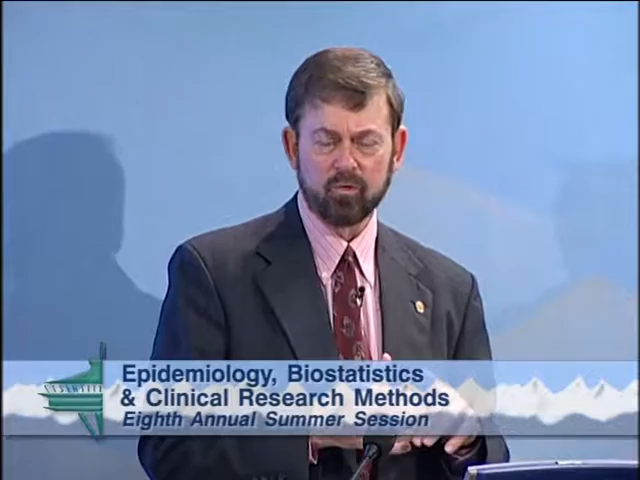 Epidemiology, Biostatistics
& Clinical Research Methods
Eighth Annual Summer Session